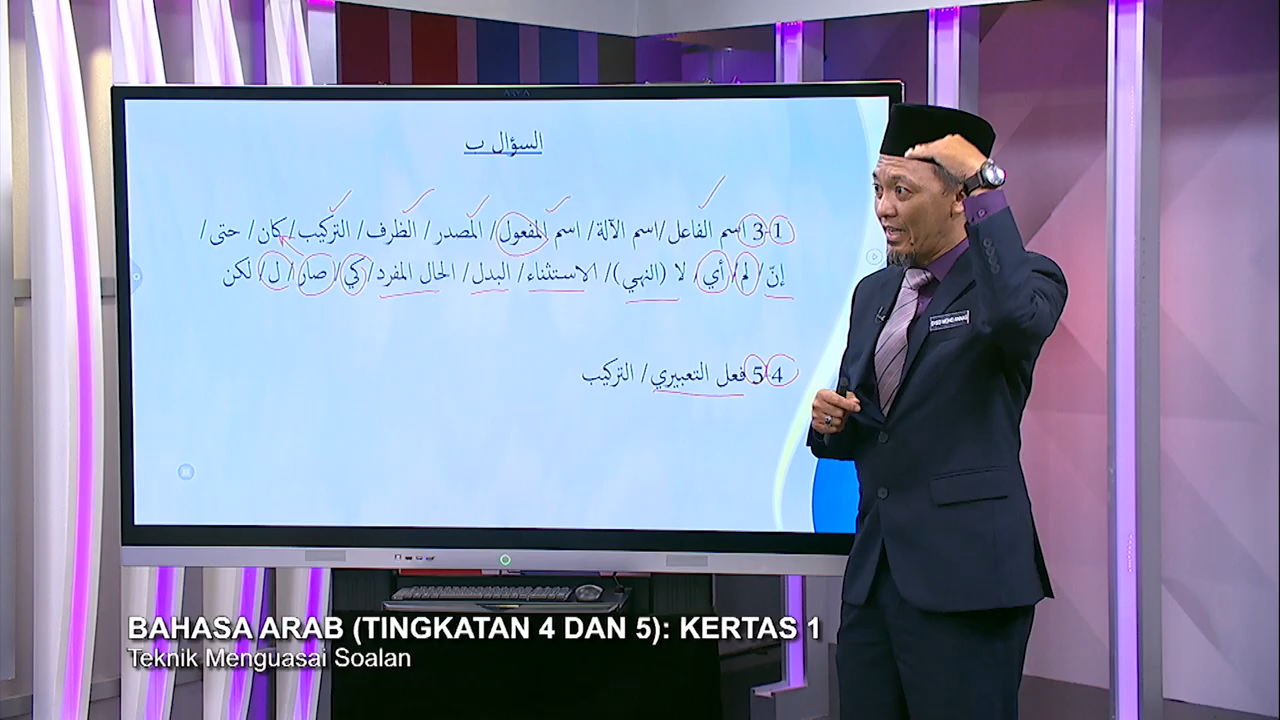 السؤال ب
1-3 اسم الفاعل/اسم الآلة/ اسم المفعول/ المصدر/ الظرف/ التركيب/ كان/ حتى/
إنّ/ لم/ أي/ لا (النهي)/ الاستثناء/ البدل/ الحال المفرد/ كي/ صار/ ل/ لكن
4-5 فعل التعبيري/ التركيب
BAHASA ARAB (TINGKATAN 4 DAN 5): KERTAS 1
Teknik Menguasai Soalan